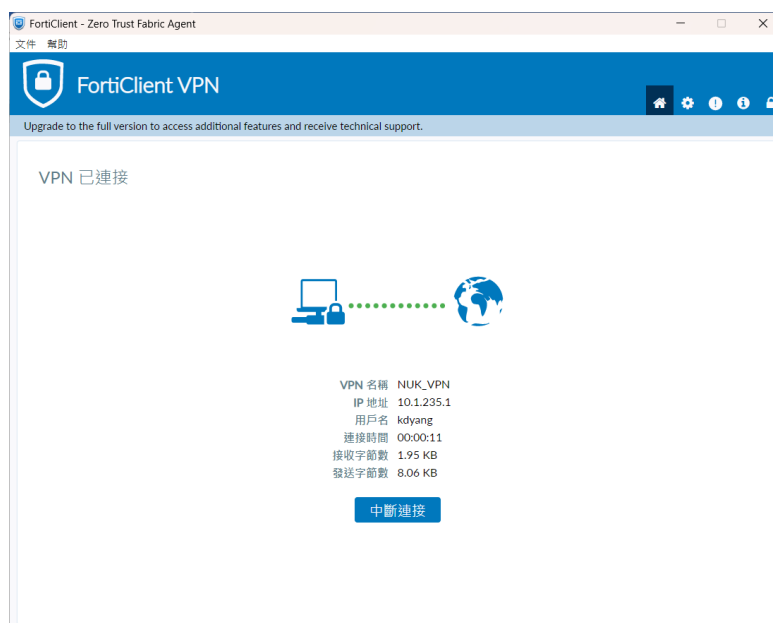 FortiClient - Zero Trust Fabric Agent
文件 幫助
FortiClient VPN
Upgrade to the full version to access additional features and receive technical support.
VPN 已連接
VPN 名稱 NUK_VPN
IP 地址 10.1.235.1
用戶名 kdyang
連接時間 00:00:11
接收字節數 1.95 KB
發送字節數 8.06 KB
中斷連接